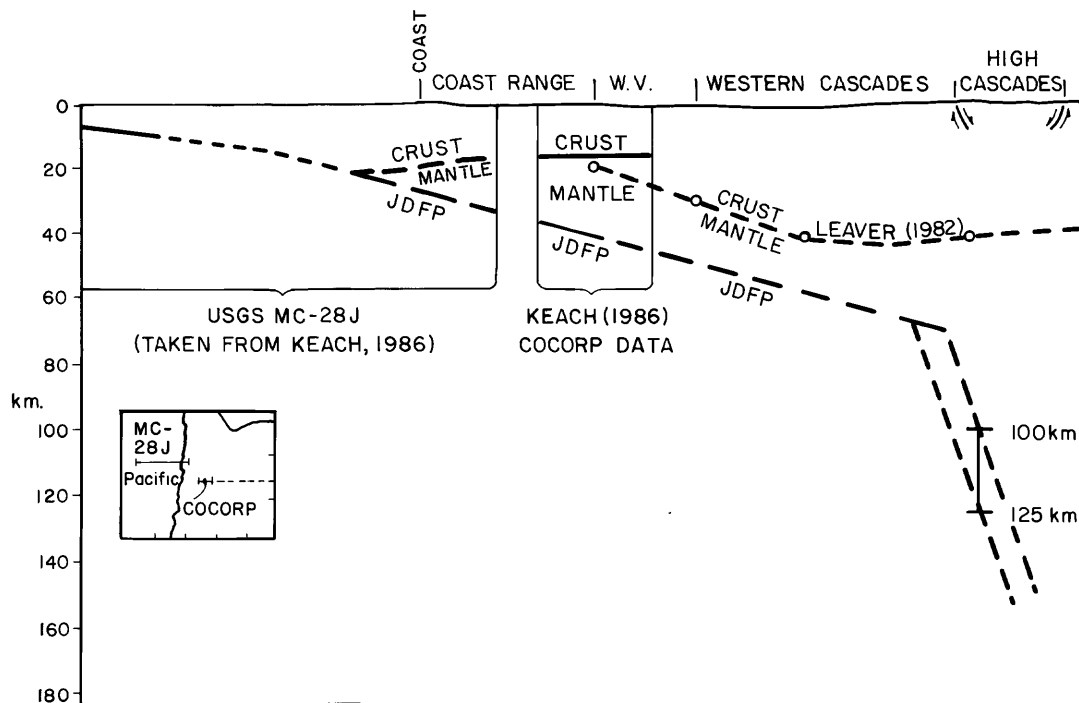 COAST
COAST RANGE
W.V.
WESTERN CASCADES
HIGH
CASCADES
0
20
40
60
80
km.
100
120
140
160
180
CRUST
MANTLE
JDFP
CRUST
MANTLE
JDFP
CRUST
MANTLE
LEAVER (1982)
JDFP
USGS MC-28J
(TAKEN FROM KEACH, 1986)
KEACH (1986)
COCORP DATA
MC-
28J
Pacific
COCORP
100 km
125 km